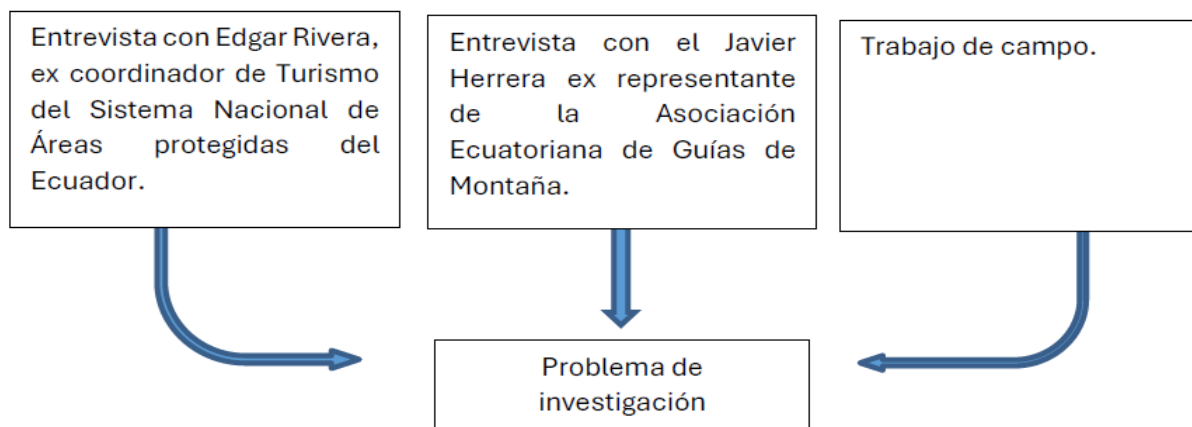 Entrevista con Edgar Rivera,
ex coordinador de Turismo
del Sistema Nacional de
Áreas protegidas del
Ecuador.
Entrevista con el Javier
Herrera ex representante
de la Asociación
Ecuatoriana de Guías de
Montaña.
Trabajo de campo.
Problema de
investigación